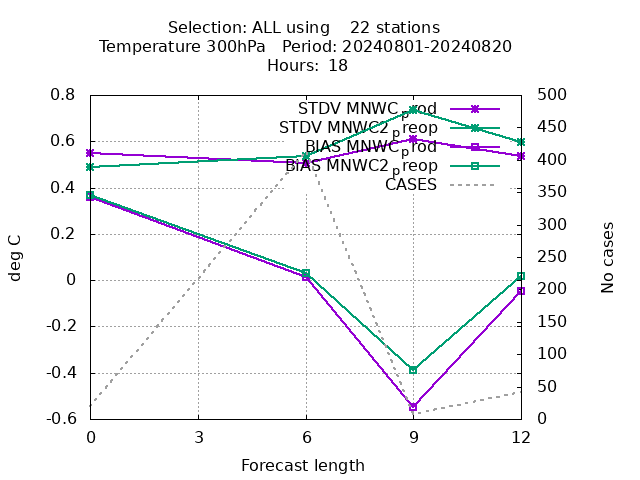 Selection: ALL using    22 stations
Temperature 300hPa   Period: 20240801-20240820
Hours: 18
STDV MNWC_prod
STDV MNWC2_preop
BIAS MNWC_prod
BIAS MNWC2_preop
CASES
0.8
0.6
0.4
0.2
0
-0.2
-0.4
-0.6
deg C
500
450
400
350
300
250
200
150
100
50
0
No cases
0 3 6 9 12
Forecast length